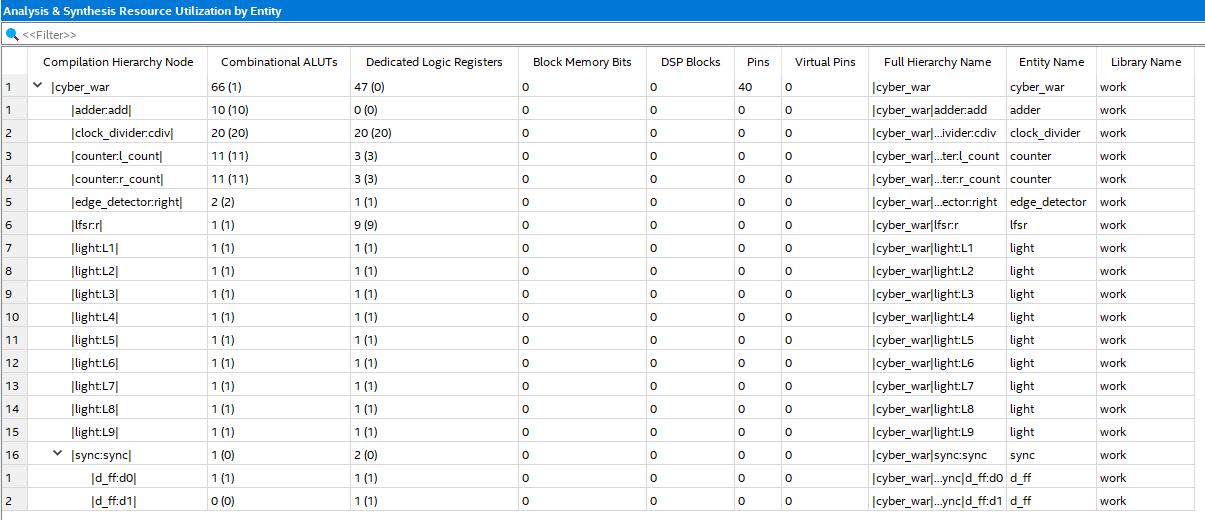 Analysis & Synthesis Resource Utilization by Entity
<<Filter>>
Compilation Hierarchy Node Combinational ALUTs Dedicated Logic Registers Block Memory Bits DSP Blocks Pins Virtual Pins Full Hierarchy Name Entity Name Library Name
1 |cyber_war 66 (1) 47 (0) 0 0 40 0 |cyber_war cyber_war work
1 |adder:add| 10 (10) 0 (0) 0 0 0 0 |cyber_war|adder:add adder work
2 |clock_divider:cdiv| 20 (20) 20 (20) 0 0 0 0 |cyber_war|...ivider:cdiv clock_divider work
3 |counter:l_count| 11 (11) 3 (3) 0 0 0 0 |cyber_war|...ter:l_count counter work
4 |counter:r_count| 11 (11) 3 (3) 0 0 0 0 |cyber_war|...ter:r_count counter work
5 |edge_detector:right| 2 (2) 1 (1) 0 0 0 0 |cyber_war|...ector:right edge_detector work
6 |lfsr:r| 1 (1) 9 (9) 0 0 0 0 |cyber_war|lfsr:r lfsr work
7 |light:L1| 1 (1) 1 (1) 0 0 0 0 |cyber_war|light:L1 light work
8 |light:L2| 1 (1) 1 (1) 0 0 0 0 |cyber_war|light:L2 light work
9 |light:L3| 1 (1) 1 (1) 0 0 0 0 |cyber_war|light:L3 light work
10 |light:L4| 1 (1) 1 (1) 0 0 0 0 |cyber_war|light:L4 light work
11 |light:L5| 1 (1) 1 (1) 0 0 0 0 |cyber_war|light:L5 light work
12 |light:L6| 1 (1) 1 (1) 0 0 0 0 |cyber_war|light:L6 light work
13 |light:L7| 1 (1) 1 (1) 0 0 0 0 |cyber_war|light:L7 light work
14 |light:L8| 1 (1) 1 (1) 0 0 0 0 |cyber_war|light:L8 light work
15 |light:L9| 1 (1) 1 (1) 0 0 0 0 |cyber_war|light:L9 light work
16 |sync:sync| 1 (0) 2 (0) 0 0 0 0 |cyber_war|sync:sync sync work
1 |d_ff:d0| 1 (1) 1 (1) 0 0 0 0 |cyber_war|...ync|d_ff:d0 d_ff work
2 |d_ff:d1| 0 (0) 1 (1) 0 0 0 0 |cyber_war|...ync|d_ff:d1 d_ff work